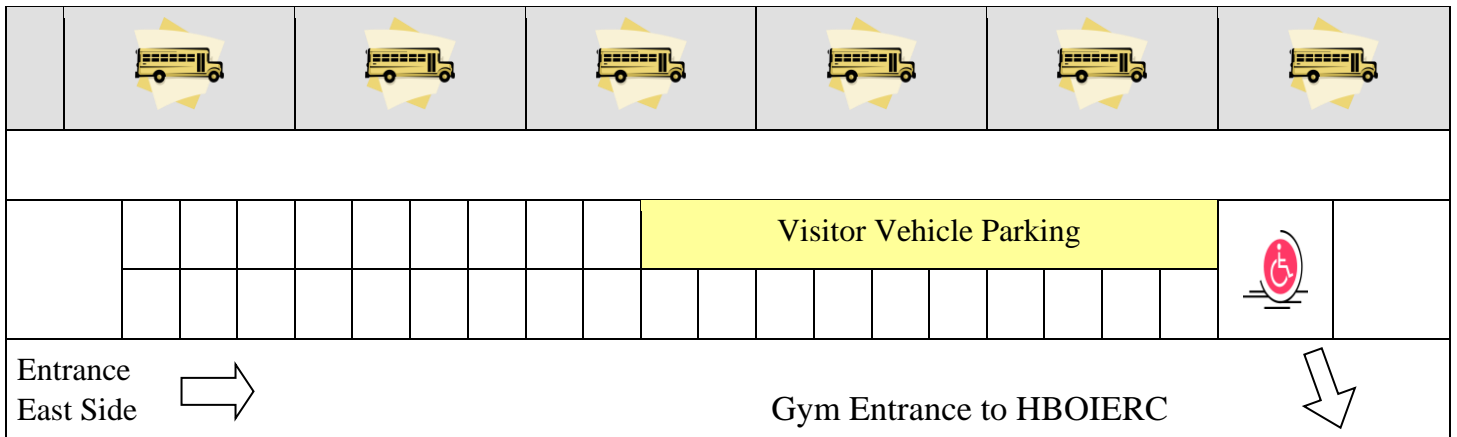 Visitor Vehicle Parking
Entrance
East Side
Gym Entrance to HBOIERC